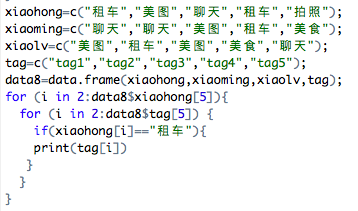 xiaohong=c("租车","美图","聊天","租车","拍照");
xiaoming=c("聊天","聊天","美图","租车","美食");
xiaolv=c("美图","租车","美图","美食","聊天");
tag=c("tag1","tag2","tag3","tag4","tag5");
data8=data.frame(xiaohong,xiaoming,xiaolv,tag);
for (i in 2:data8$xiaohong[5]){
  for (i in 2:data8$tag[5]) {
    if(xiaohong[i]=="租车"){
    print(tag[i])
   }
  }
}